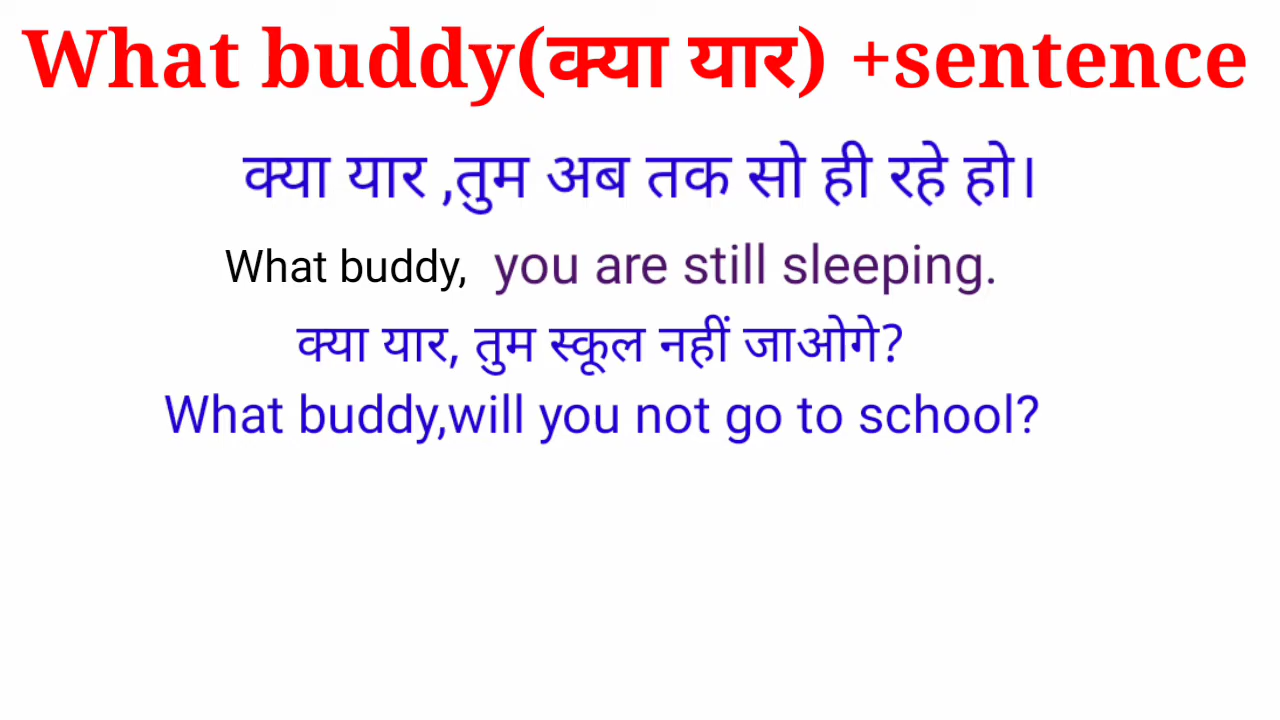 What buddy(क्या यार) +sentence
क्या यार ,तुम अब तक सो ही रहे हो।
What buddy, you are still sleeping.
क्या यार, तुम स्कूल नहीं जाओगे?
What buddy,will you not go to school?